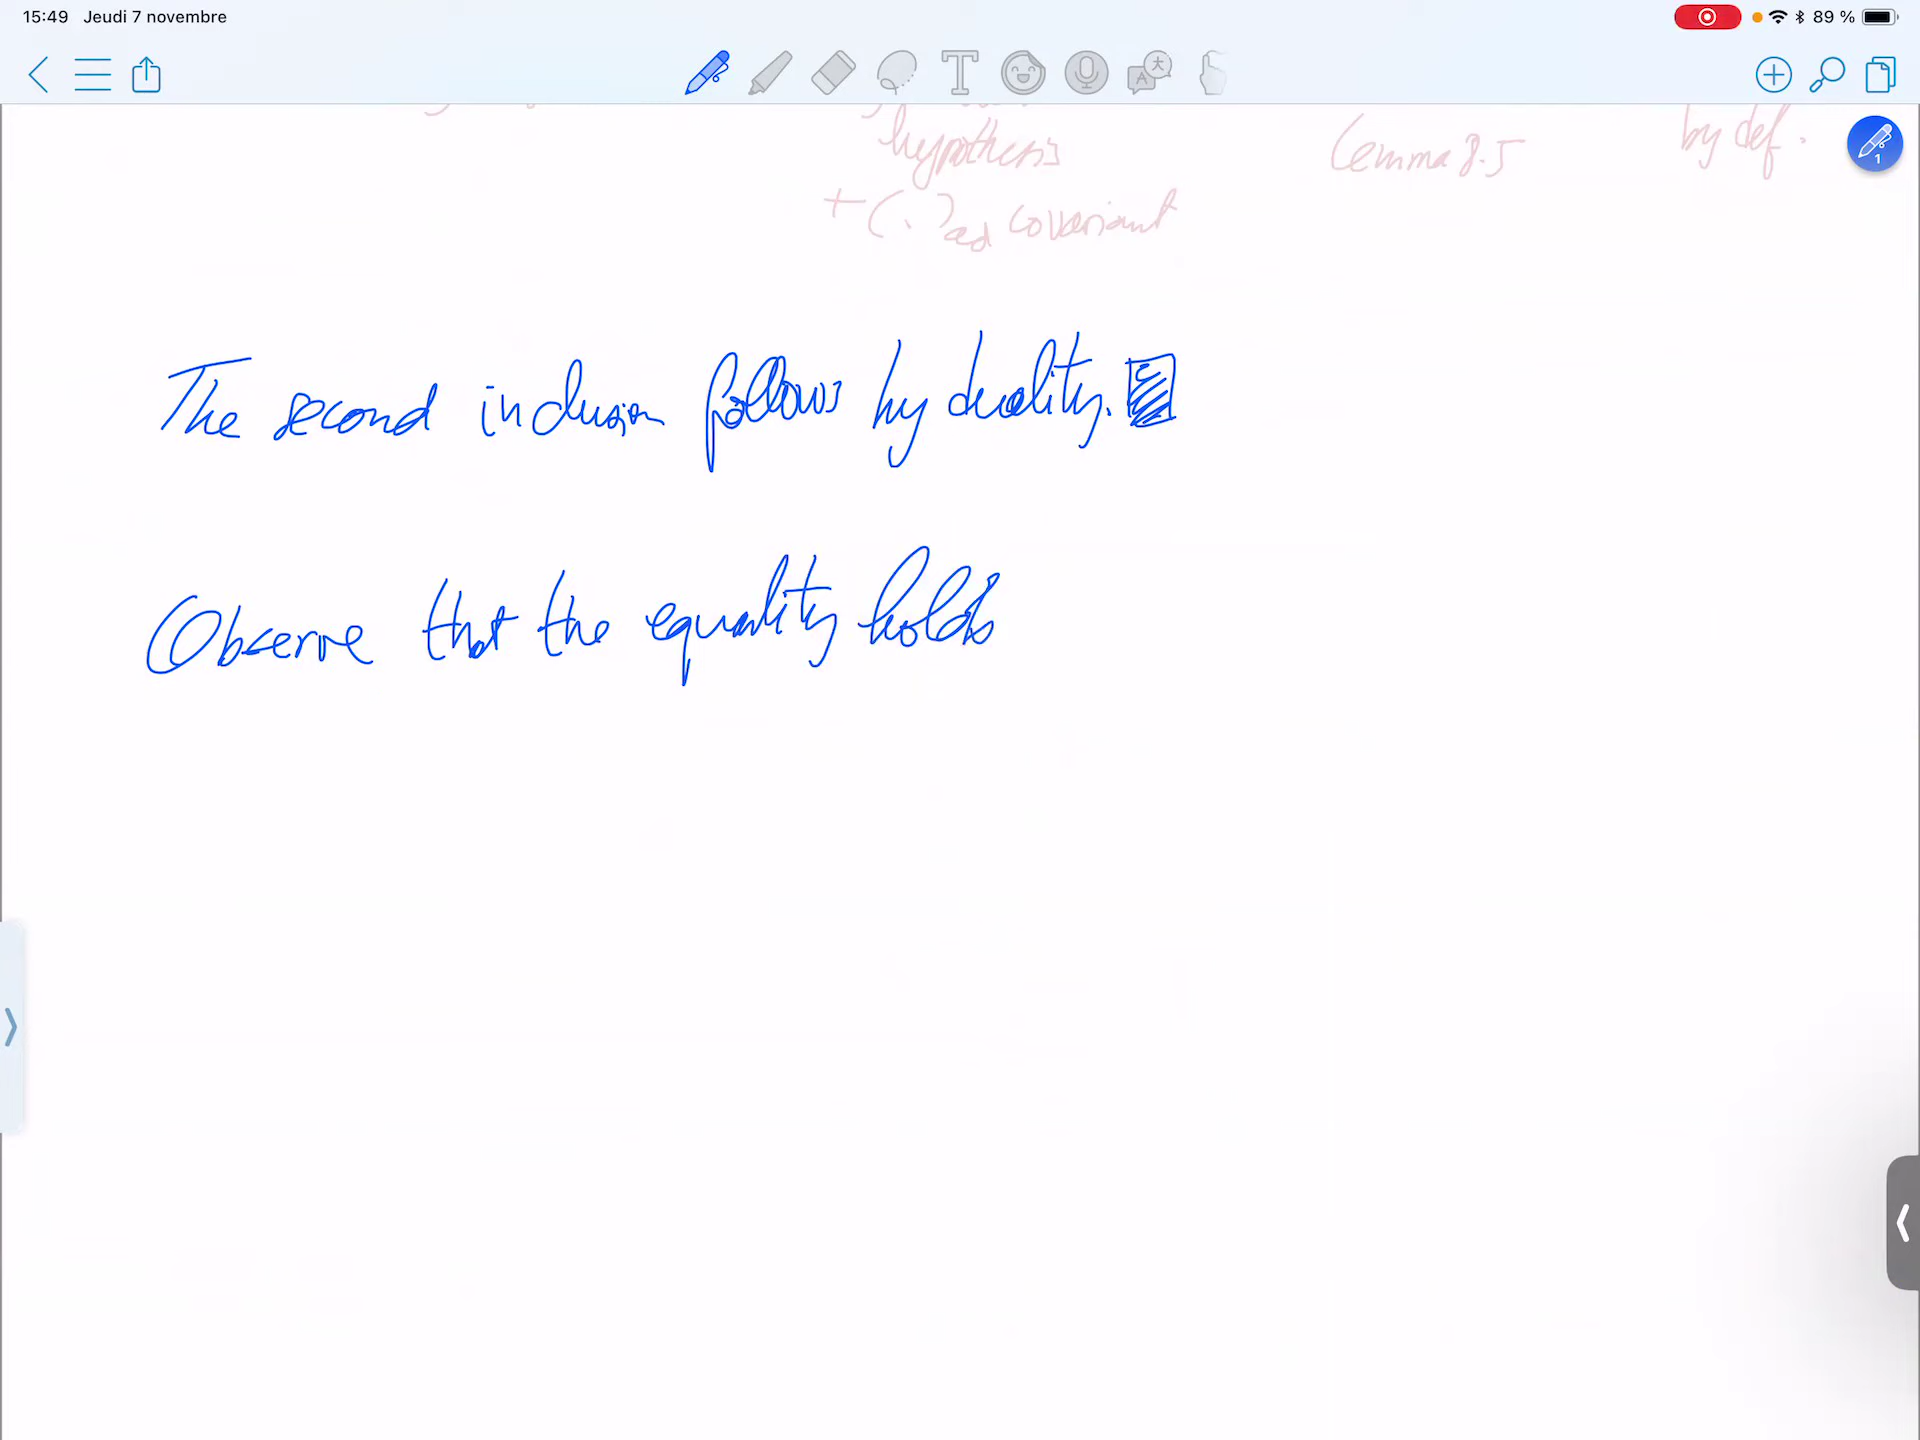 15:49 Jeudi 7 novembre 89 %
1
hypothesis Lemma 8.5 by def.
+ (.)ad covariant
The second inclusion follows by duality.
Observe that the equality holds